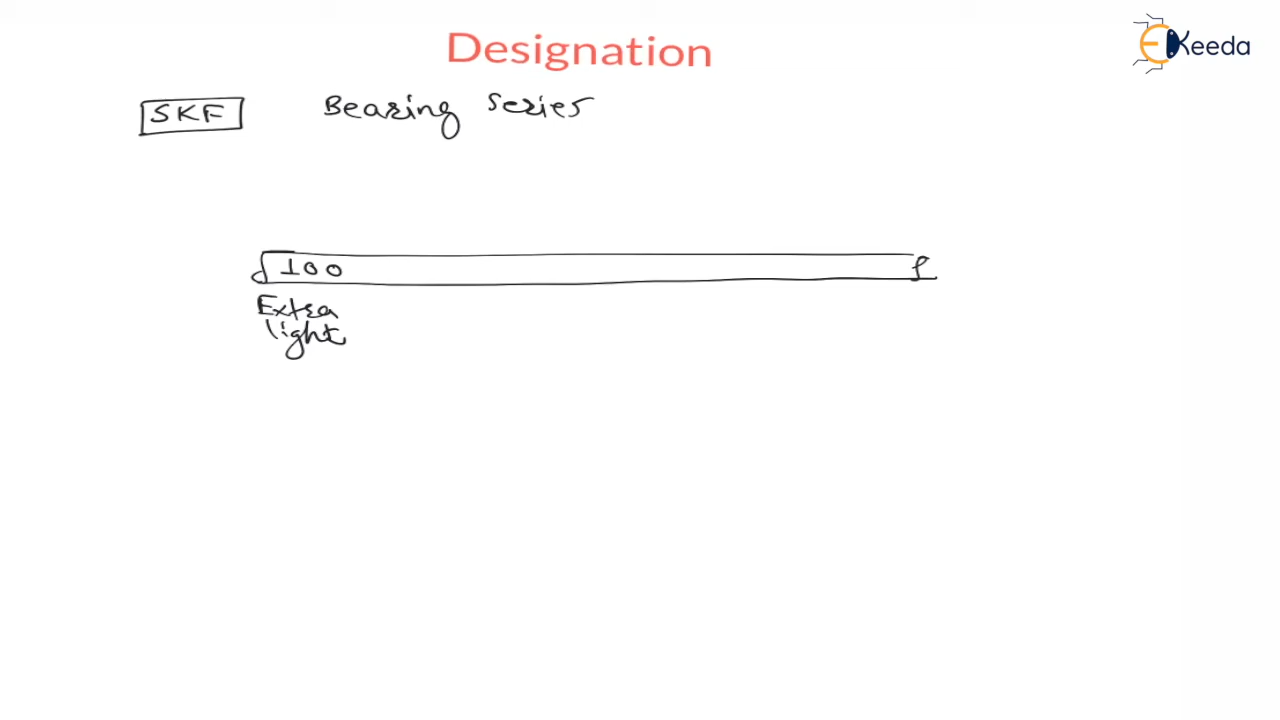 Designation
EKeeda
SKF Bearing Series
100
Extra
light